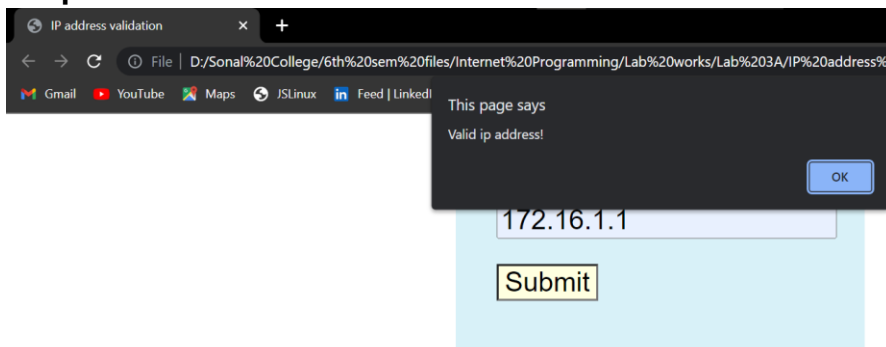 IP address validation
File | D:/Sonal%20College/6th%20sem%20files/Internet%20Programming/Lab%20works/Lab%203A/IP%20address%
Gmail YouTube Maps JSLinux Feed | LinkedI
This page says
Valid ip address!
OK
172.16.1.1
Submit